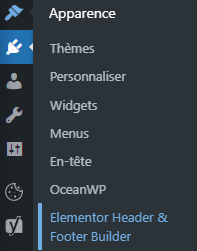 Apparence
Thèmes
Personnaliser
Widgets
Menus
En-tête
OceanWP
Elementor Header &
Footer Builder